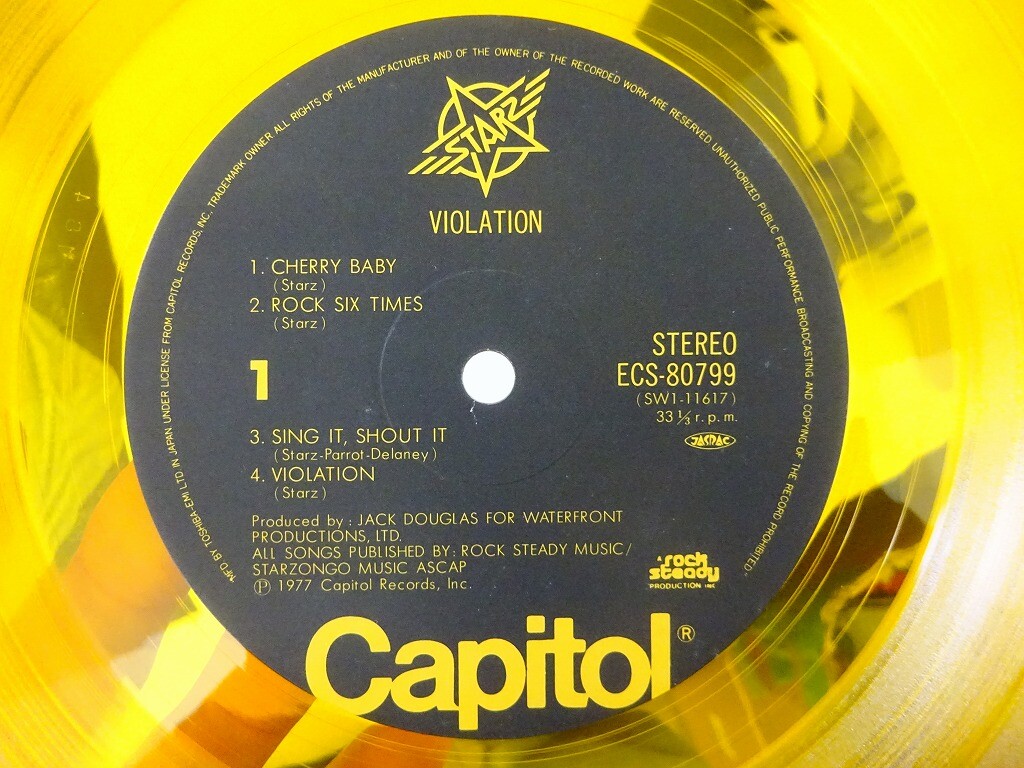 MFD. BY TOSHIBA-EMI LTD IN JAPAN UNDER LICENSE FROM CAPITOL RECORDS, INC., TRADEMARK OWNER ALL RIGHTS OF THE MANUFACTURER AND OF THE OWNER OF THE RECORDED WORK ARE RESERVED. UNAUTHORIZED PUBLIC PERFORMANCE BROADCASTING AND COPYING OF THE RECORD PROHIBITED"
STARZ
VIOLATION
1. CHERRY BABY
(Starz)
2. ROCK SIX TIMES
(Starz)
1
STEREO
ECS-80799
(SW1-11617)
33 1/3 r.p.m.
JASRAC
3. SING IT, SHOUT IT
(Starz-Parrot-Delaney)
4. VIOLATION
(Starz)
Produced by: JACK DOUGLAS FOR WATERFRONT
PRODUCTIONS, LTD.
ALL SONGS PUBLISHED BY: ROCK STEADY MUSIC/
STARZONGO MUSIC ASCAP
Ⓟ 1977 Capitol Records, Inc.
A rock
steady
PRODUCTION INC
Capitol®